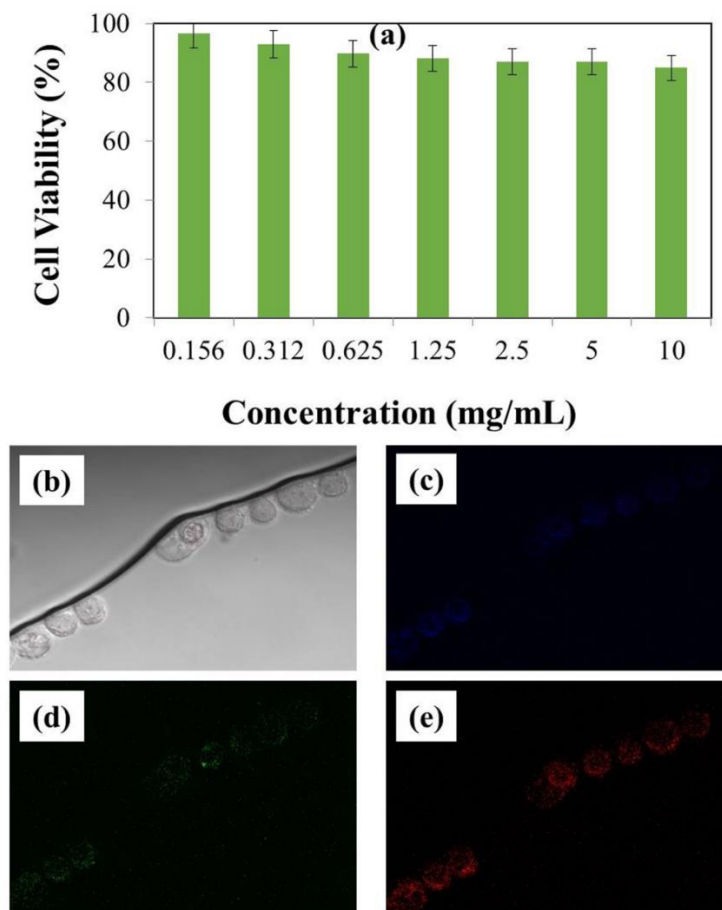 100
(a)
80
60
40
20
0
Cell Viability (%)
0.156 0.312 0.625 1.25 2.5 5 10
Concentration (mg/mL)
(b)
(c)
(d)
(e)